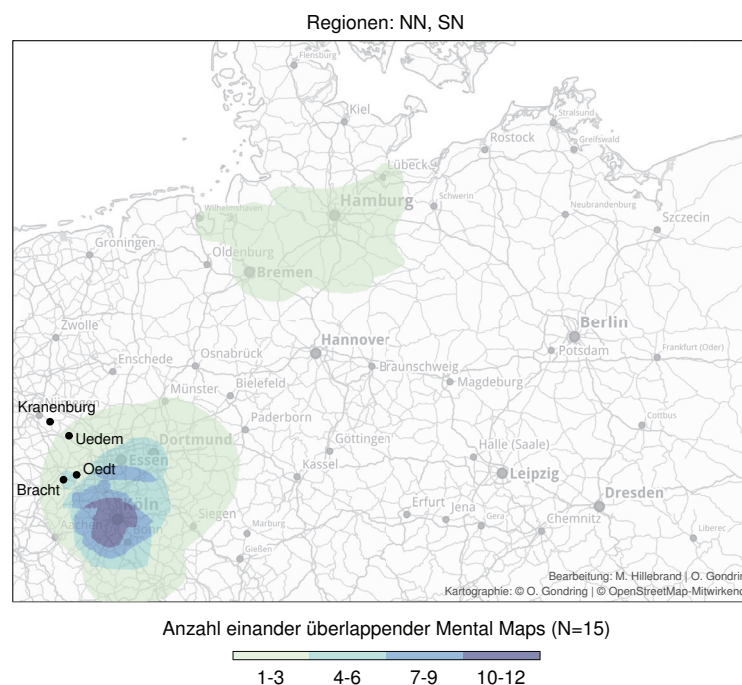 Regionen: NN, SN
Flensburg
Kiel
Stralsund
Rostock
Greifswald
Lübeck
Wilhelmshaven
Hamburg
Schwerin
Neubrandenburg
Szczecin
Groningen
Oldenburg
Bremen
Zwolle
Berlin
Hannover
Potsdam
Frankfurt (Oder)
Enschede
Osnabrück
Braunschweig
Bielefeld
Magdeburg
Münster
Nijmegen
Kranenburg
Paderborn
Cottbus
Uedem
Dortmund
Göttingen
Essen
Halle (Saale)
Oedt
Kassel
Leipzig
Bracht
Köln
Dresden
Aachen
Bonn
Siegen
Marburg
Erfurt
Jena
Gera
Chemnitz
Liberec
Gießen
Bearbeitung: M. Hillebrand | O. Gondrin
Kartographie: © O. Gondring | © OpenStreetMap-Mitwirkend
Anzahl einander überlappender Mental Maps (N=15)
1-3 4-6 7-9 10-12